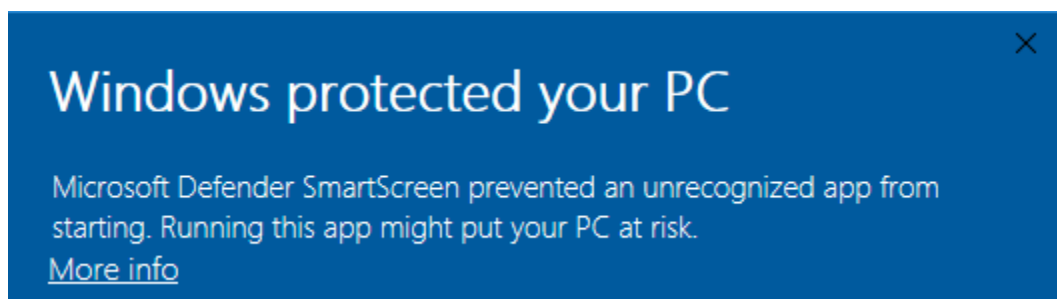 Windows protected your PC
Microsoft Defender SmartScreen prevented an unrecognized app from
starting. Running this app might put your PC at risk.
More info